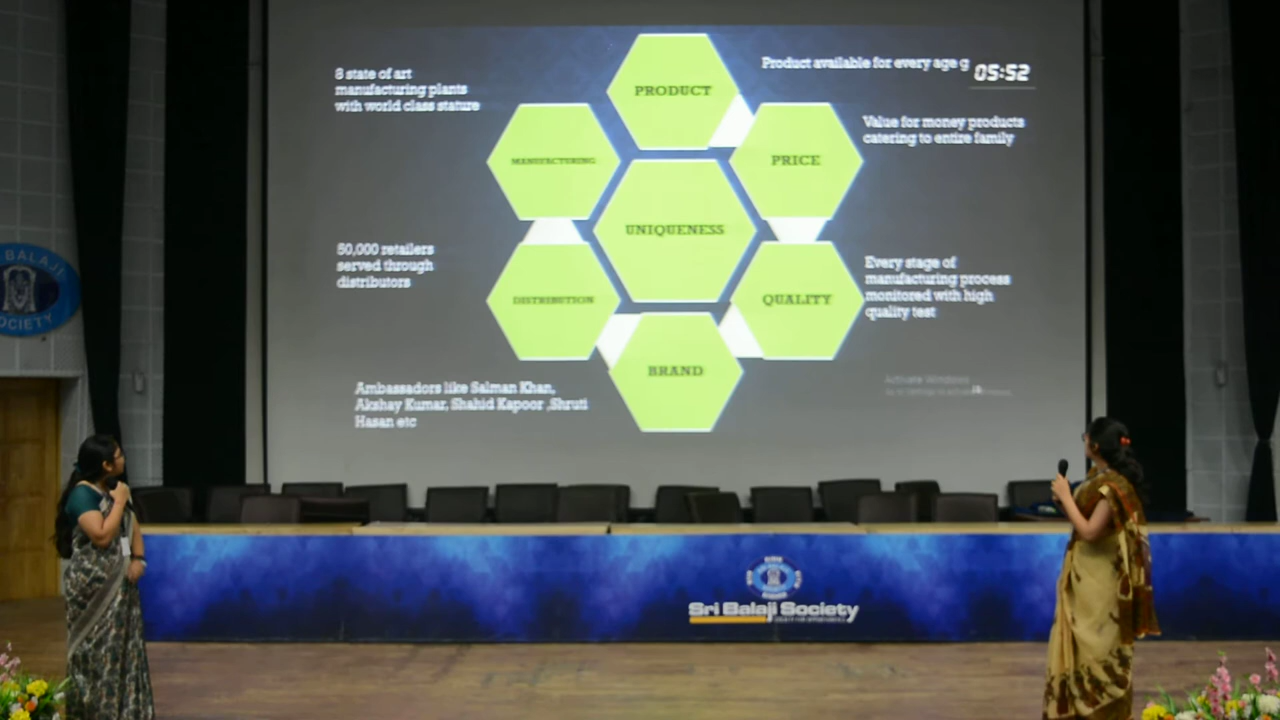 8 state of art
manufacturing plants
with world class stature
PRODUCT
Product available for every age g
05:52
MANUFACTURING
PRICE
Value for money products
catering to entire family
UNIQUENESS
50,000 retailers
served through
distributors
DISTRIBUTION
QUALITY
Every stage of
manufacturing process
monitored with high
quality test
BRAND
Ambassadors like Salman Khan,
Akshay Kumar, Shahid Kapoor ,Shruti
Hasan etc
Activate Windows
BALAJI
SOCIETY
Sri Balaji Society